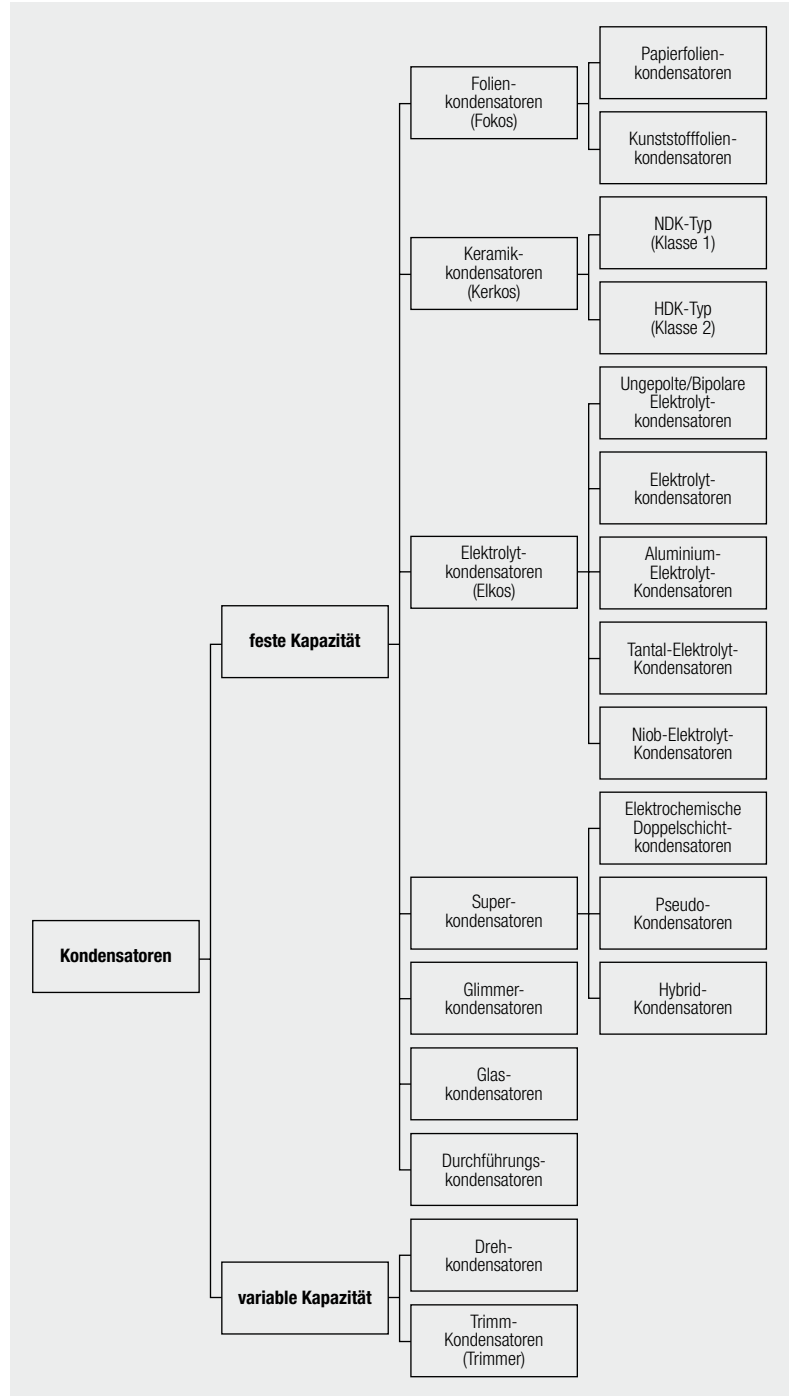 Papierfolien-
kondensatoren
Folien-
kondensatoren
(Fokos)
Kunststofffolien-
kondensatoren
NDK-Typ
(Klasse 1)
Keramik-
kondensatoren
(Kerkos)
HDK-Typ
(Klasse 2)
Ungepolte/Bipolare
Elektrolyt-
kondensatoren
Elektrolyt-
kondensatoren
Elektrolyt-
kondensatoren
(Elkos)
Aluminium-
Elektrolyt-
Kondensatoren
feste Kapazität
Tantal-Elektrolyt-
Kondensatoren
Niob-Elektrolyt-
Kondensatoren
Elektrochemische
Doppelschicht-
kondensatoren
Super-
kondensatoren
Pseudo-
Kondensatoren
Kondensatoren
Glimmer-
kondensatoren
Hybrid-
Kondensatoren
Glas-
kondensatoren
Durchführungs-
kondensatoren
Dreh-
kondensatoren
variable Kapazität
Trimm-
Kondensatoren
(Trimmer)